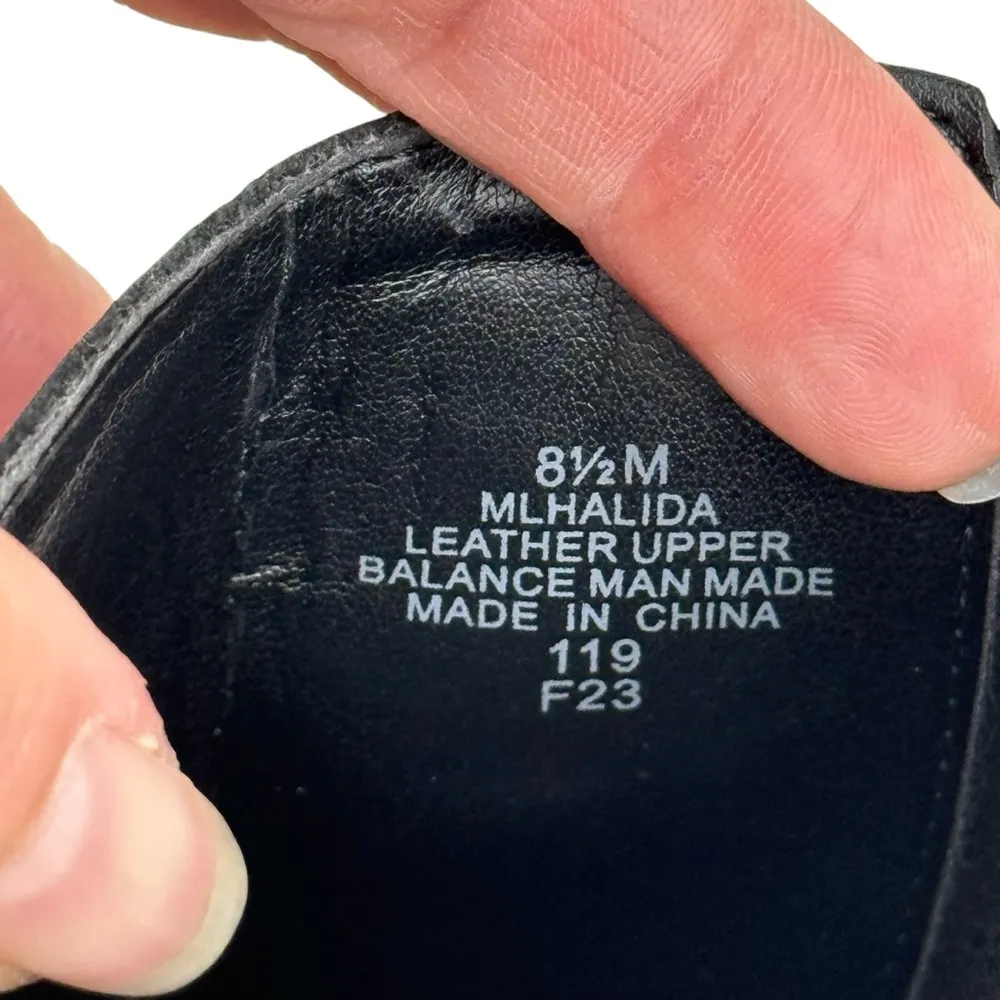 8½M
MLHALIDA
LEATHER UPPER
BALANCE MAN MADE
MADE IN CHINA
119
F23